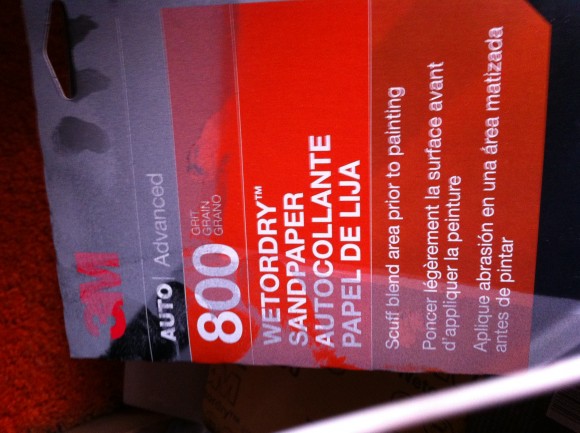 3M
AUTO | Advanced
800
GRIT
GRAIN
GRANO
WETORDRY™
SANDPAPER
AUTOCOLLANTE
PAPEL DE LIJA
Scuff blend area prior to painting
Poncer légèrement la surface avant
d'appliquer la peinture
Aplique abrasión en una área matizada
antes de pintar